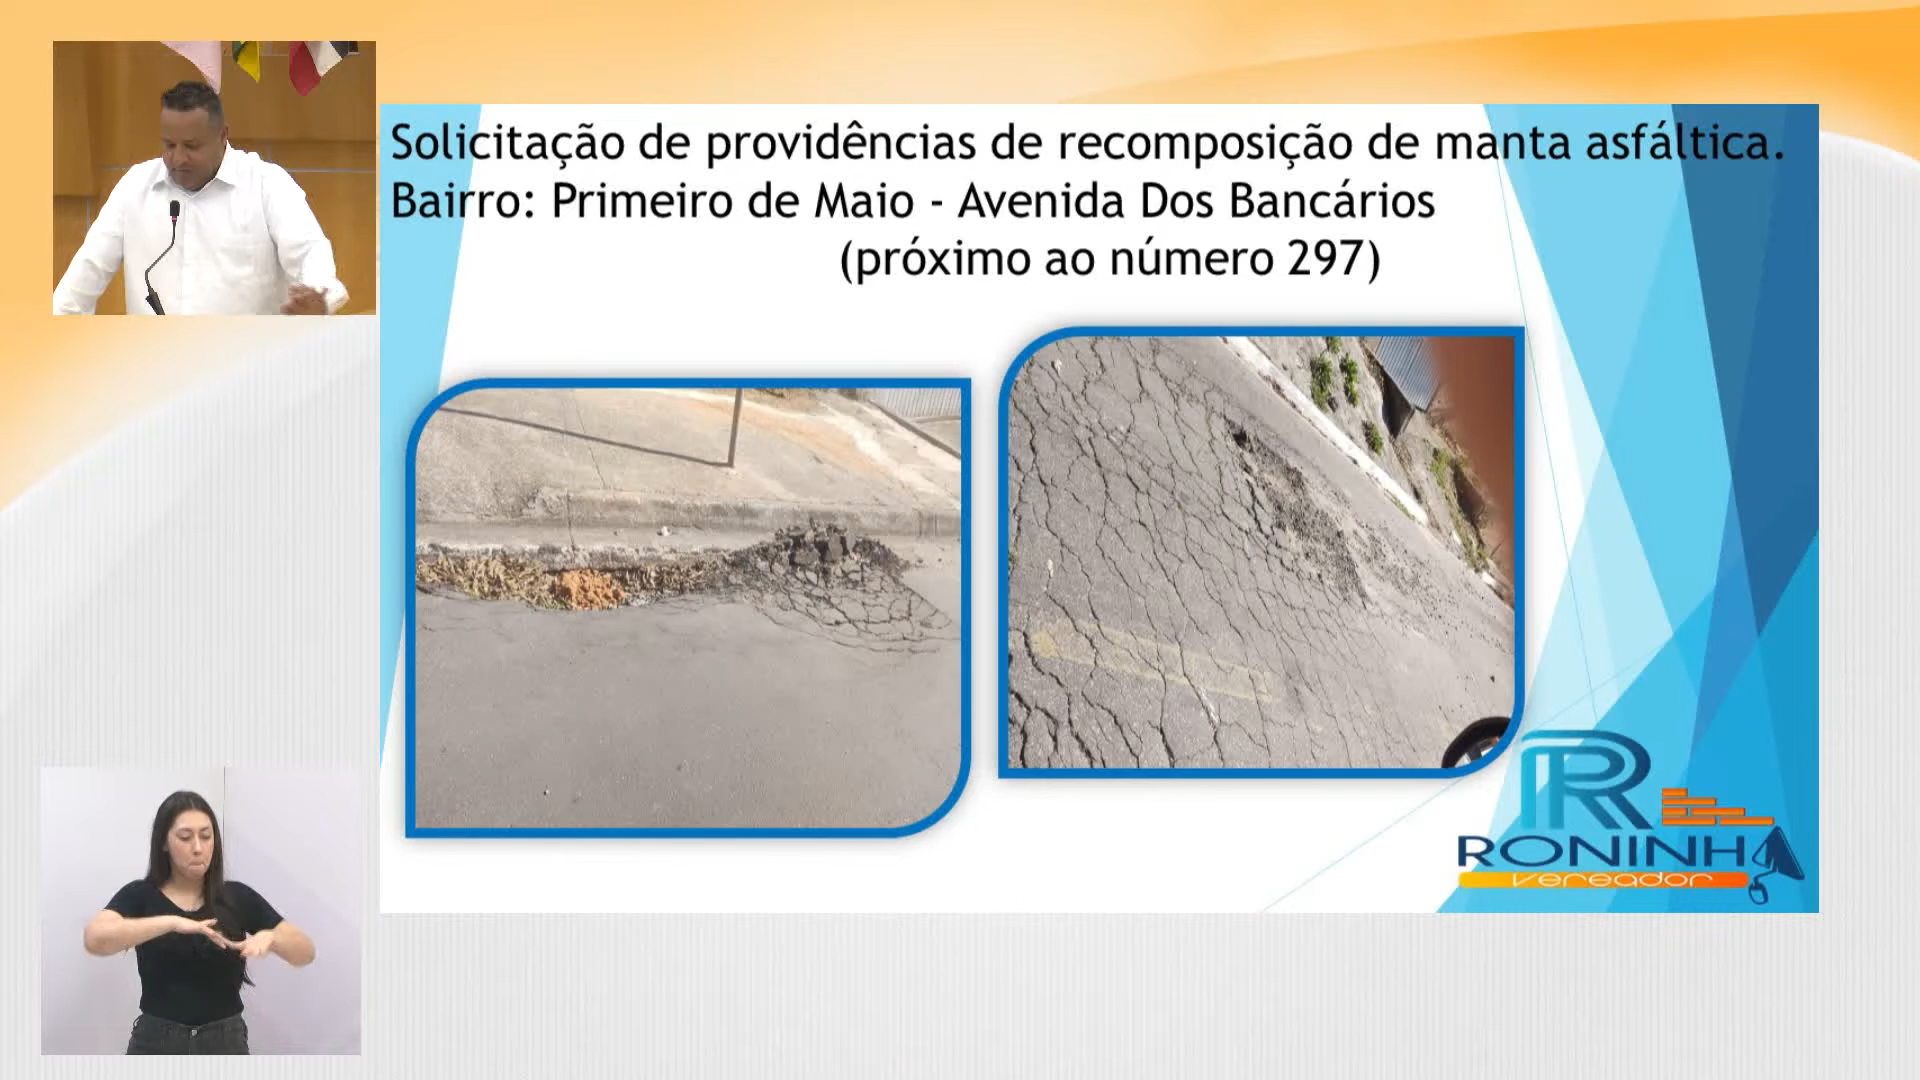 Solicitação de providências de recomposição de manta asfáltica.
Bairro: Primeiro de Maio - Avenida Dos Bancários
(próximo ao número 297)
RR
RONINHA
vereador